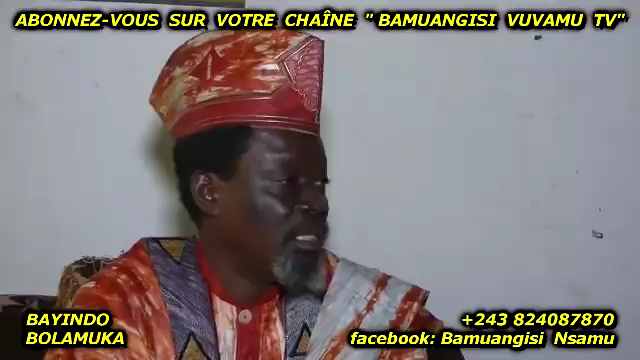 ABONNEZ-VOUS SUR VOTRE CHAÎNE " BAMUANGISI VUVAMU TV"
BAYINDO
BOLAMUKA
+243 824087870
facebook: Bamuangisi Nsamu